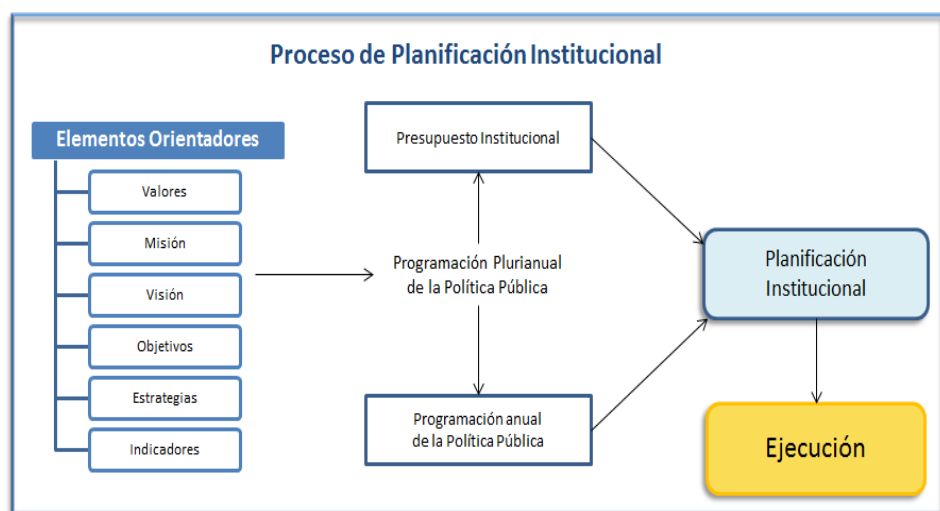 Proceso de Planificación Institucional
Elementos Orientadores
Valores
Misión
Visión
Objetivos
Estrategias
Indicadores
Presupuesto Institucional
Programación Plurianual
de la Política Pública
Programación anual
de la Política Pública
Planificación
Institucional
Ejecución